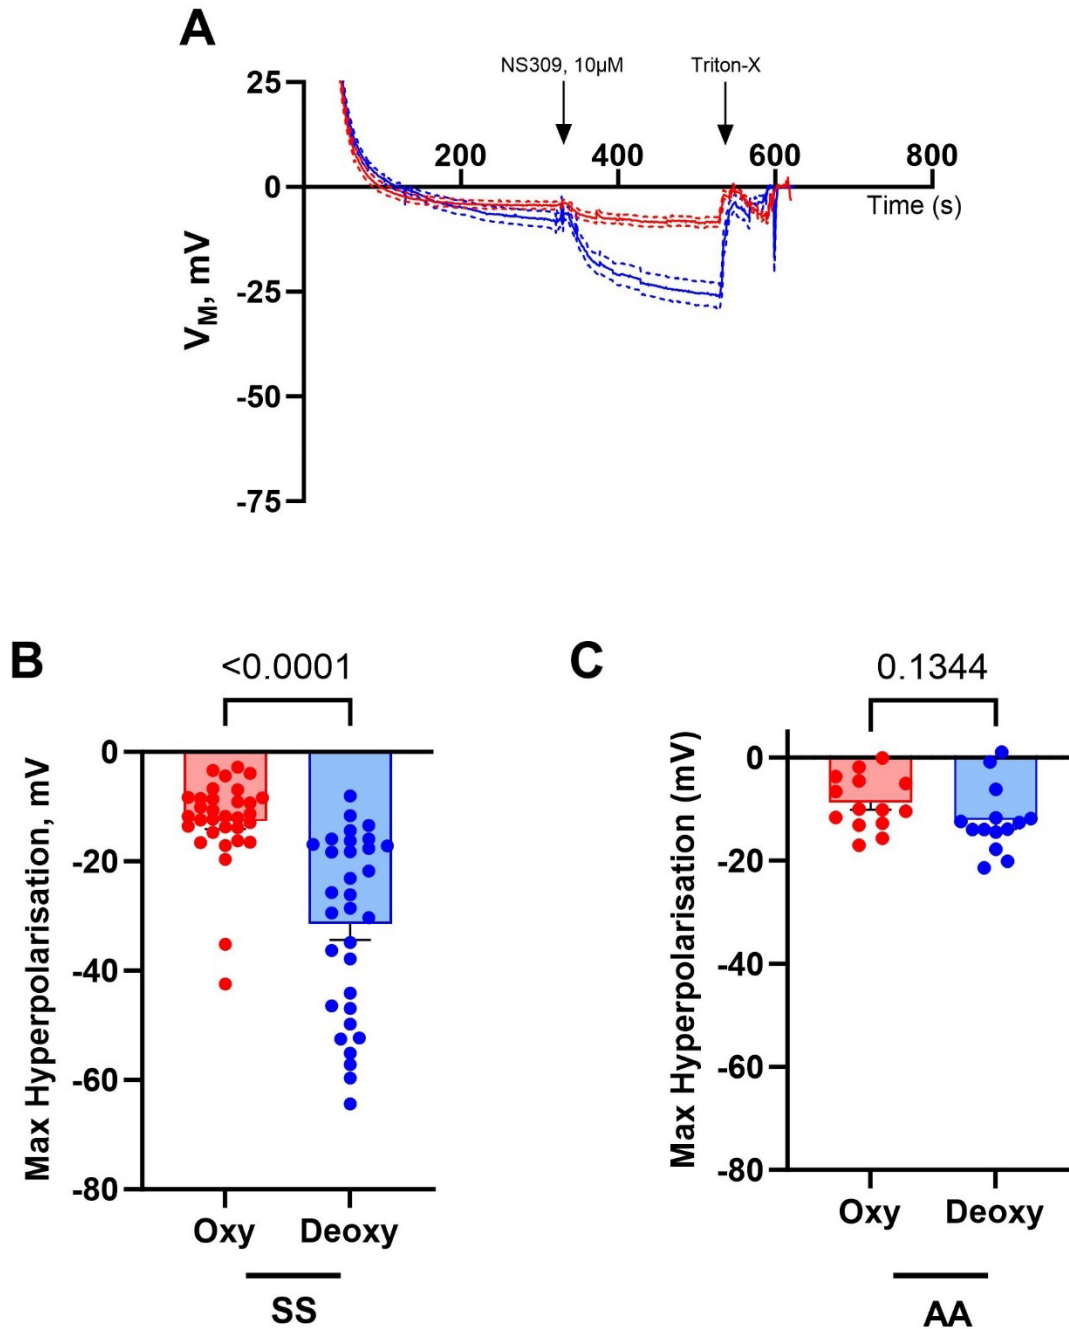 A
NS309, 10µM
Triton-X
25
200
400
600
800
0
Time (s)
-25
-50
-75
V_M, mV
B
<0.0001
0
-20
-40
-60
-80
Max Hyperpolarisation, mV
Oxy
Deoxy
SS
C
0.1344
0
-20
-40
-60
-80
Max Hyperpolarisation (mV)
Oxy
Deoxy
AA